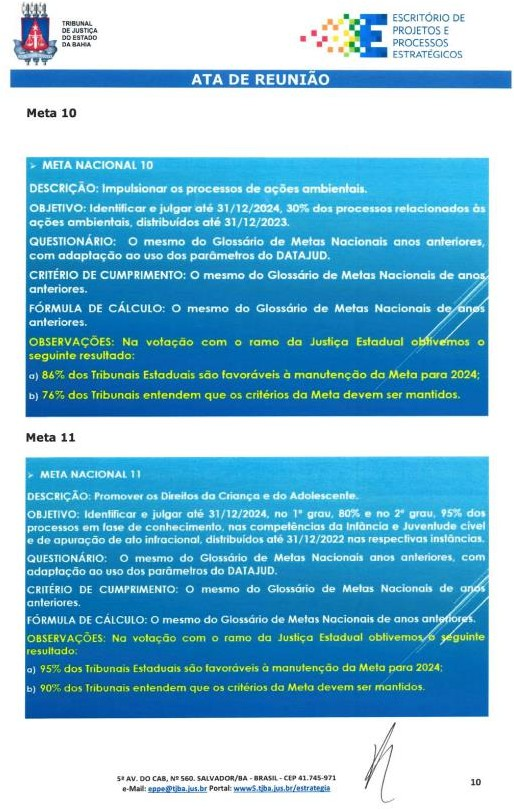 TRIBUNAL
DE JUSTIÇA
DO ESTADO
DA BAHIA
ESCRITÓRIO DE
PROJETOS E
PROCESSOS
ESTRATÉGICOS
ATA DE REUNIÃO
Meta 10
➢ META NACIONAL 10
DESCRIÇÃO: Impulsionar os processos de ações ambientais.
OBJETIVO: Identificar e julgar até 31/12/2024, 30% dos processos relacionados às
ações ambientais, distribuídos até 31/12/2023.
QUESTIONÁRIO: O mesmo do Glossário de Metas Nacionais anos anteriores,
com adaptação ao uso dos parâmetros do DATAJUD.
CRITÉRIO DE CUMPRIMENTO: O mesmo do Glossário de Metas Nacionais de anos
anteriores.
FÓRMULA DE CÁLCULO: O mesmo do Glossário de Metas Nacionais de anos
anteriores.
OBSERVAÇÕES: Na votação com o ramo da Justiça Estadual obtivemos o
seguinte resultado:
a) 86% dos Tribunais Estaduais são favoráveis à manutenção da Meta para 2024;
b) 76% dos Tribunais entendem que os critérios da Meta devem ser mantidos.
Meta 11
➢ META NACIONAL 11
DESCRIÇÃO: Promover os Direitos da Criança e do Adolescente.
OBJETIVO: Identificar e julgar até 31/12/2024, no 1º grau, 80% e no 2º grau, 95% dos
processos em fase de conhecimento, nas competências da Infância e Juventude cível
e de apuração de ato infracional, distribuídos até 31/12/2022 nas respectivas instâncias.
QUESTIONÁRIO: O mesmo do Glossário de Metas Nacionais anos anteriores, com
adaptação ao uso dos parâmetros do DATAJUD.
CRITÉRIO DE CUMPRIMENTO: O mesmo do Glossário de Metas Nacionais de anos
anteriores.
FÓRMULA DE CÁLCULO: O mesmo do Glossário de Metas Nacionais de anos anteriores.
OBSERVAÇÕES: Na votação com o ramo da Justiça Estadual obtivemos o seguinte
resultado:
a) 95% dos Tribunais Estaduais são favoráveis à manutenção da Meta para 2024;
b) 90% dos Tribunais entendem que os critérios da Meta devem ser mantidos.
5ª AV. DO CAB, Nº 560. SALVADOR/BA - BRASIL - CEP 41.745-971
e-Mail: eppe@tjba.jus.br Portal: www5.tjba.jus.br/estrategia
10